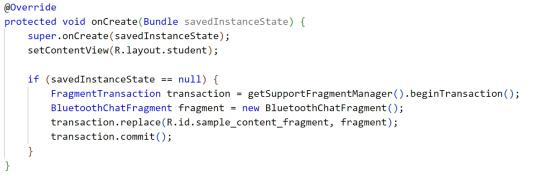 @Override
protected void onCreate(Bundle savedInstanceState) {
    super.onCreate(savedInstanceState);
    setContentView(R.layout.student);

    if (savedInstanceState == null) {
        FragmentTransaction transaction = getSupportFragmentManager().beginTransaction();
        BluetoothChatFragment fragment = new BluetoothChatFragment();
        transaction.replace(R.id.sample_content_fragment, fragment);
        transaction.commit();
    }
}